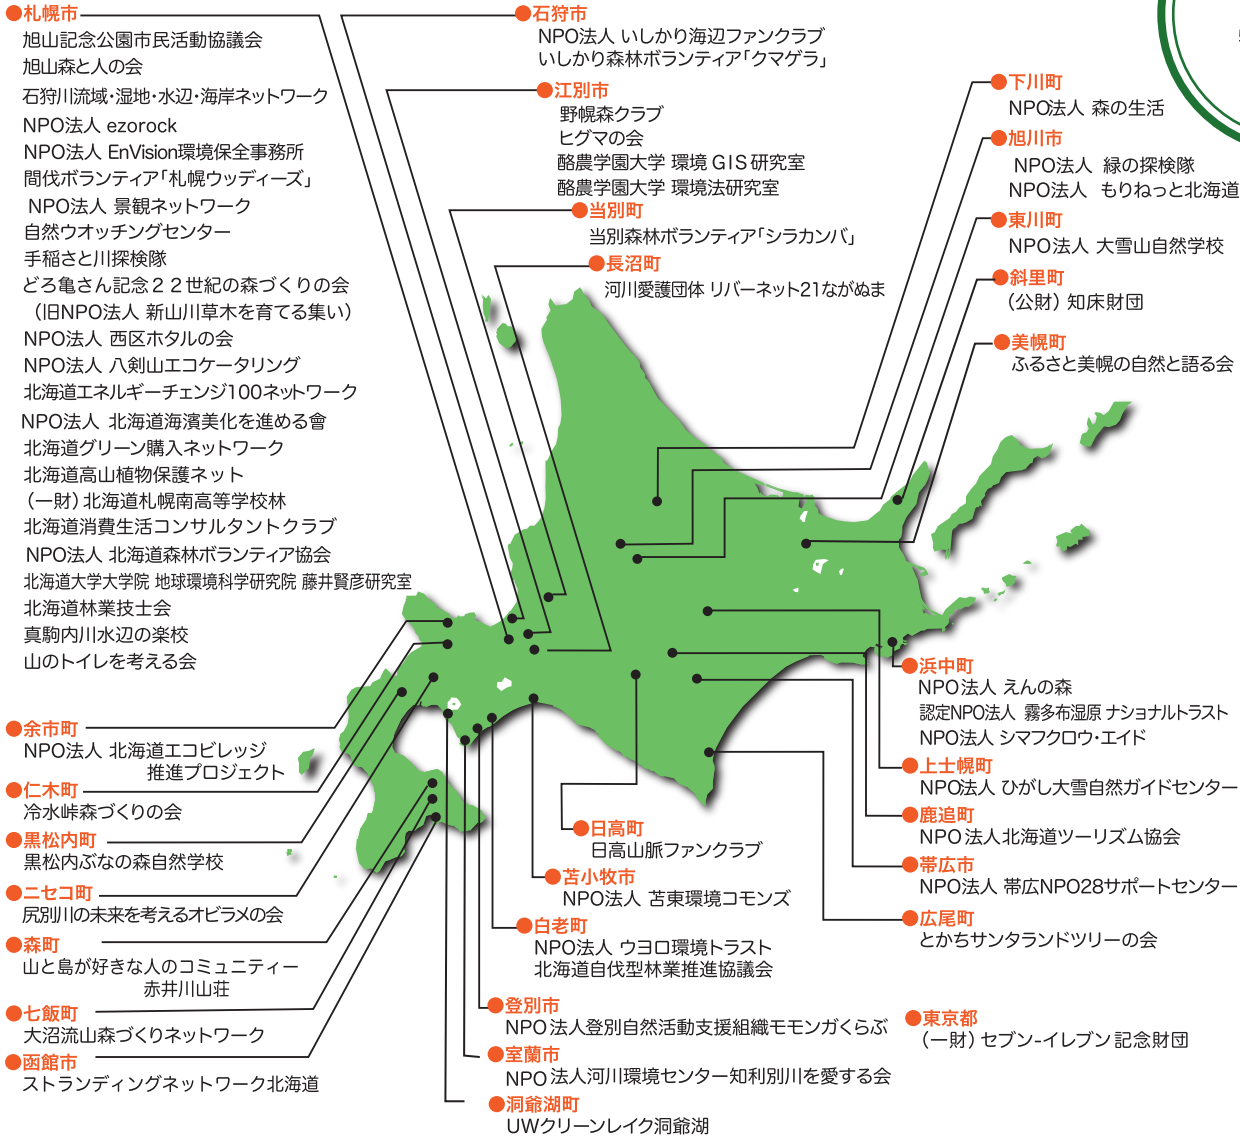 ●札幌市
旭山記念公園市民活動協議会
旭山森と人の会
石狩川流域・湿地・水辺・海岸ネットワーク
NPO法人 ezorock
NPO法人 EnVision環境保全事務所
間伐ボランティア「札幌ウッディーズ」
NPO法人 景観ネットワーク
自然ウオッチングセンター
手稲さと川探検隊
どろ亀さん記念２２世紀の森づくりの会
（旧NPO法人 新山川草木を育てる集い）
NPO法人 西区ホタルの会
NPO法人 八剣山エコケータリング
北海道エネルギーチェンジ100ネットワーク
NPO法人 北海道海濱美化を進める會
北海道グリーン購入ネットワーク
北海道高山植物保護ネット
（一財）北海道札幌南高等学校林
北海道消費生活コンサルタントクラブ
NPO法人 北海道森林ボランティア協会
北海道大学大学院 地球環境科学研究院 藤井賢彦研究室
北海道林業技士会
真駒内川水辺の楽校
山のトイレを考える会
●余市町
NPO法人 北海道エコビレッジ
推進プロジェクト
●仁木町
冷水峠森づくりの会
●黒松内町
黒松内ぶなの森自然学校
●ニセコ町
尻別川の未来を考えるオビラメの会
●森町
山と島が好きな人のコミュニティー
赤井川山荘
●七飯町
大沼流山森づくりネットワーク
●函館市
ストランディングネットワーク北海道
●石狩市
NPO法人 いしかり海辺ファンクラブ
いしかり森林ボランティア「クマゲラ」
●江別市
野幌森クラブ
ヒグマの会
酪農学園大学 環境ＧＩＳ研究室
酪農学園大学 環境法研究室
●当別町
当別森林ボランティア「シラカンバ」
●長沼町
河川愛護団体 リバーネット21ながぬま
●日高町
日高山脈ファンクラブ
●苫小牧市
NPO法人 苫東環境コモンズ
●白老町
NPO法人 ウヨロ環境トラスト
北海道自伐型林業推進協議会
●登別市
NPO法人登別自然活動支援組織モモンガくらぶ
●室蘭市
NPO法人河川環境センター知利別川を愛する会
●洞爺湖町
UWクリーンレイク洞爺湖
●下川町
NPO法人 森の生活
●旭川市
NPO法人 緑の探検隊
NPO法人 もりねっと北海道
●東川町
NPO法人 大雪山自然学校
●斜里町
（公財）知床財団
●美幌町
ふるさと美幌の自然と語る会
●浜中町
NPO法人 えんの森
認定NPO法人 霧多布湿原ナショナルトラスト
NPO法人 シマフクロウ・エイド
●上士幌町
NPO法人 ひがし大雪自然ガイドセンター
●鹿追町
NPO法人北海道ツーリズム協会
●帯広市
NPO法人 帯広NPO28サポートセンター
●広尾町
とかちサンタランドツリーの会
●東京都
（一財）セブン-イレブン記念財団